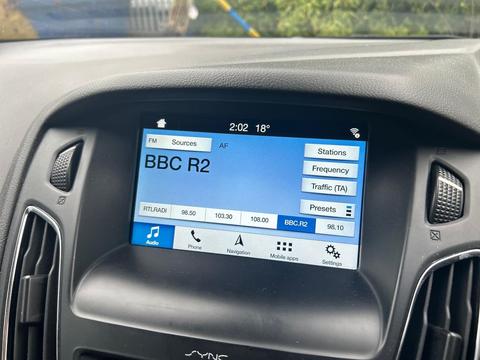 2:02 18°
FM Sources AF
Stations
BBC R2
Frequency
Traffic (TA)
Presets
RTLRADI 98.50 103.30 108.00 BBC.R2 98.10
Audio Phone Navigation Mobile apps Settings
SYNC